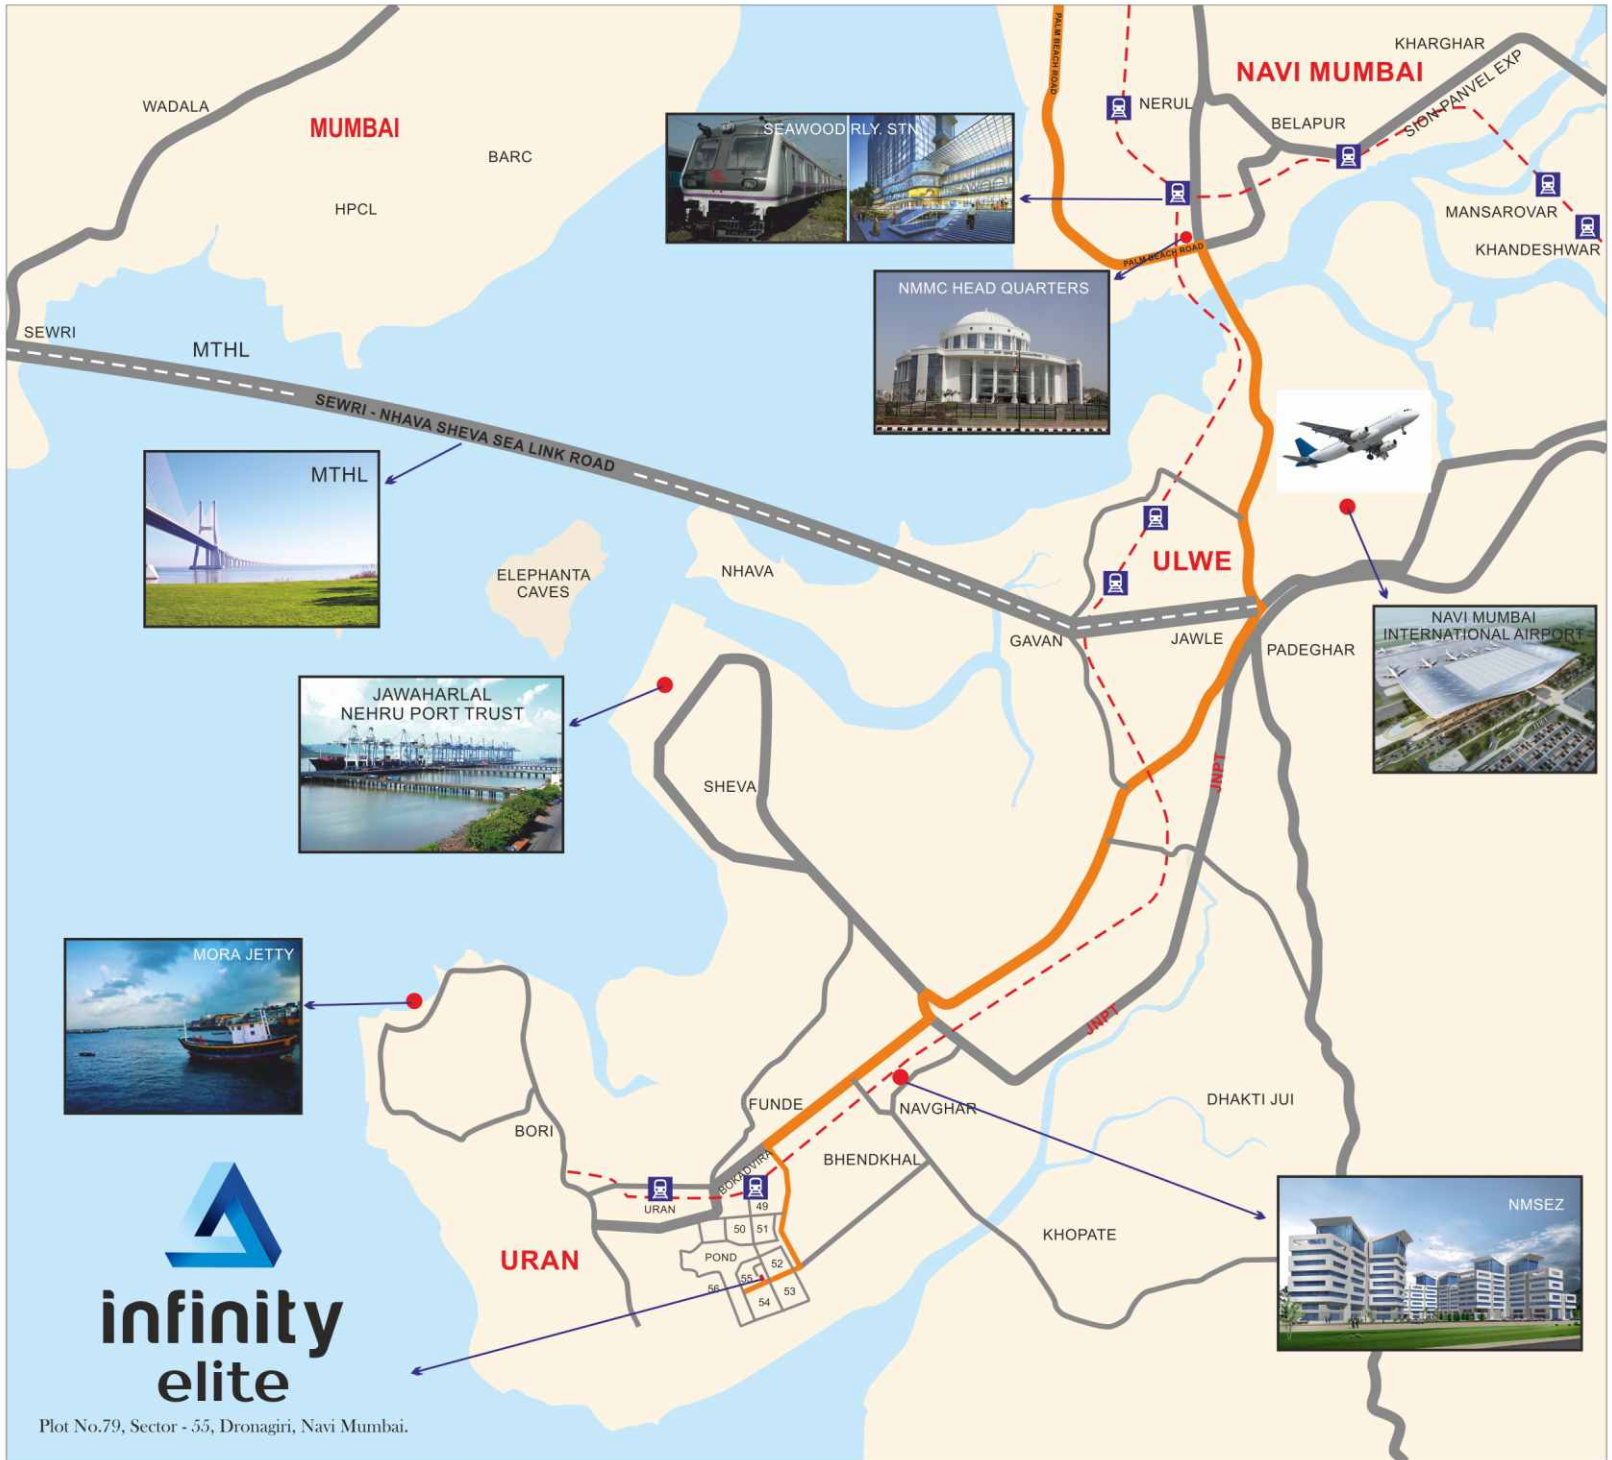 PALM BEACH ROAD
NAVI MUMBAI
KHARGHAR
SION-PANVEL EXP
WADALA
MUMBAI
BARC
HPCL
SEAWOOD RLY. STN.
NERUL
BELAPUR
MANSAROVAR
KHANDESHWAR
PALM BEACH ROAD
NMMC HEAD QUARTERS
SEWRI
MTHL
SEWRI - NHAVA SHEVA SEA LINK ROAD
MTHL
ELEPHANTA
CAVES
NHAVA
ULWE
GAVAN
JAWLE
PADEGHAR
NAVI MUMBAI
INTERNATIONAL AIRPORT
JAWAHARLAL
NEHRU PORT TRUST
SHEVA
JNPT
MORA JETTY
JNPT
FUNDE
NAVGHAR
DHAKTI JUI
BORI
BHENDKHAL
BOKADVIRA
URAN
49
50
51
NMSEZ
KHOPATE
URAN
POND
52
55
56
53
54
infinity
elite
Plot No.79, Sector - 55, Dronagiri, Navi Mumbai.